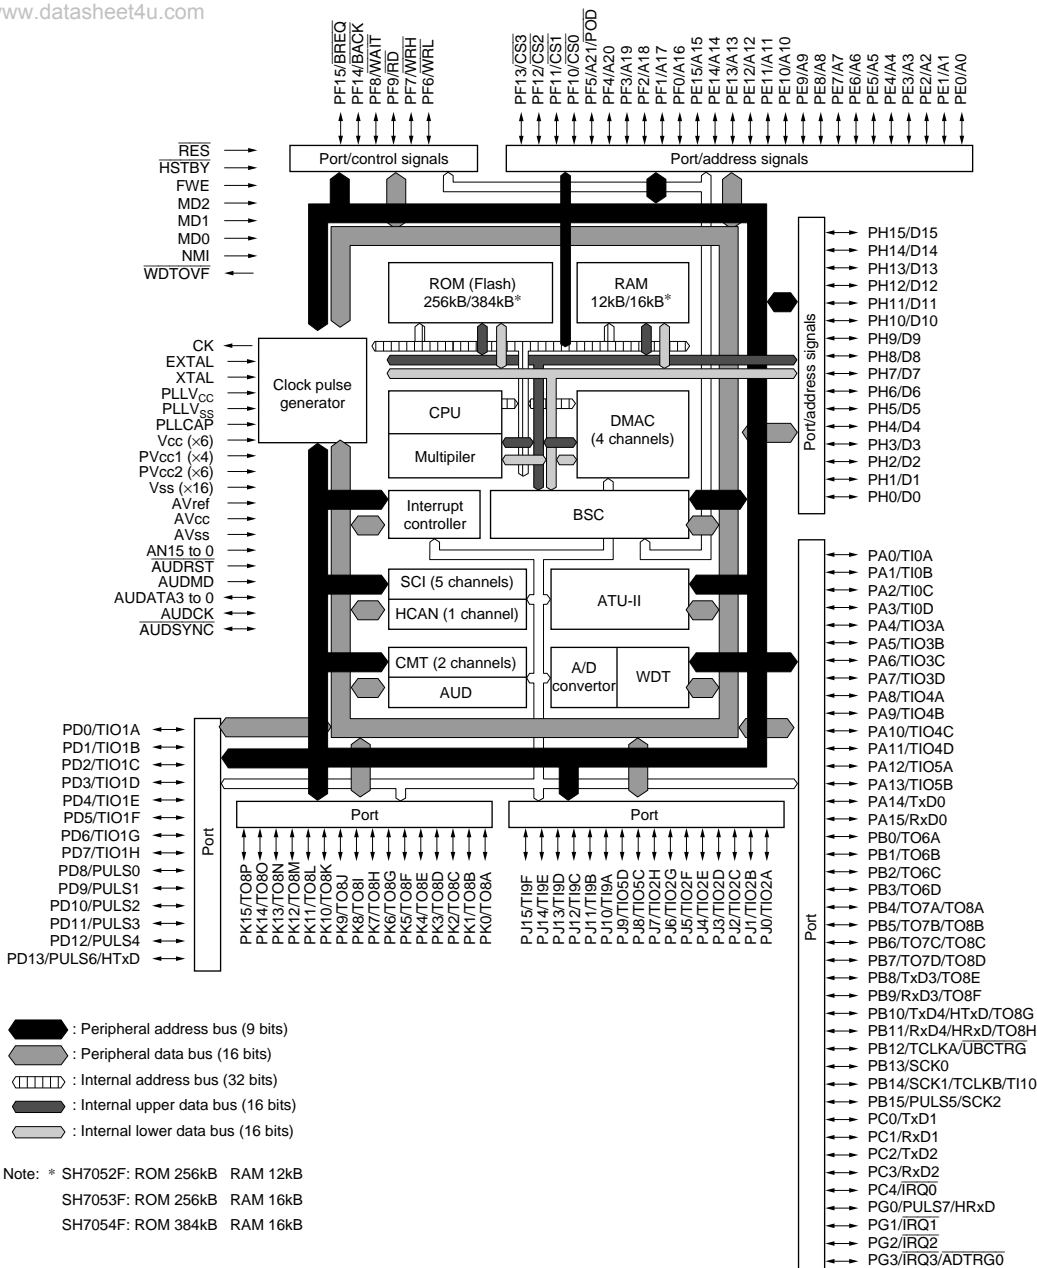 www.datasheet4u.com
PF15/BREQ
PF14/BACK
PF8/WAIT
PF9/RD
PF7/WRH
PF6/WRL
PF13/CS3
PF12/CS2
PF11/CS1
PF10/CS0
PF5/A21/POD
PF4/A20
PF3/A19
PF2/A18
PF1/A17
PF0/A16
PE15/A15
PE14/A14
PE13/A13
PE12/A12
PE11/A11
PE10/A10
PE9/A9
PE8/A8
PE7/A7
PE6/A6
PE5/A5
PE4/A4
PE3/A3
PE2/A2
PE1/A1
PE0/A0
Port/control signals
Port/address signals
RES
HSTBY
FWE
MD2
MD1
MD0
NMI
WDTOVF
CK
EXTAL
XTAL
PLLVCC
PLLVSS
PLLCAP
Vcc (×6)
PVcc1 (×4)
PVcc2 (×6)
Vss (×16)
AVref
AVcc
AVss
AN15 to 0
AUDRST
AUDMD
AUDATA3 to 0
AUDCK
AUDSYNC
ROM (Flash)
256kB/384kB*
RAM
12kB/16kB*
Clock pulse
generator
CPU
Multipiler
DMAC
(4 channels)
Interrupt
controller
BSC
SCI (5 channels)
HCAN (1 channel)
ATU-II
CMT (2 channels)
AUD
A/D
convertor
WDT
Port/address signals
PH15/D15
PH14/D14
PH13/D13
PH12/D12
PH11/D11
PH10/D10
PH9/D9
PH8/D8
PH7/D7
PH6/D6
PH5/D5
PH4/D4
PH3/D3
PH2/D2
PH1/D1
PH0/D0
Port
PA0/TI0A
PA1/TI0B
PA2/TI0C
PA3/TI0D
PA4/TIO3A
PA5/TIO3B
PA6/TIO3C
PA7/TIO3D
PA8/TIO4A
PA9/TIO4B
PA10/TIO4C
PA11/TIO4D
PA12/TIO5A
PA13/TIO5B
PA14/TxD0
PA15/RxD0
PB0/TO6A
PB1/TO6B
PB2/TO6C
PB3/TO6D
PB4/TO7A/TO8A
PB5/TO7B/TO8B
PB6/TO7C/TO8C
PB7/TO7D/TO8D
PB8/TxD3/TO8E
PB9/RxD3/TO8F
PB10/TxD4/HTxD/TO8G
PB11/RxD4/HRxD/TO8H
PB12/TCLKA/UBCTRG
PB13/SCK0
PB14/SCK1/TCLKB/TI10
PB15/PULS5/SCK2
PC0/TxD1
PC1/RxD1
PC2/TxD2
PC3/RxD2
PC4/IRQ0
PG0/PULS7/HRxD
PG1/IRQ1
PG2/IRQ2
PG3/IRQ3/ADTRG0
PD0/TIO1A
PD1/TIO1B
PD2/TIO1C
PD3/TIO1D
PD4/TIO1E
PD5/TIO1F
PD6/TIO1G
PD7/TIO1H
PD8/PULS0
PD9/PULS1
PD10/PULS2
PD11/PULS3
PD12/PULS4
PD13/PULS6/HTxD
Port
Port
PK15/TO8P
PK14/TO8O
PK13/TO8N
PK12/TO8M
PK11/TO8L
PK10/TO8K
PK9/TO8J
PK8/TO8I
PK7/TO8H
PK6/TO8G
PK5/TO8F
PK4/TO8E
PK3/TO8D
PK2/TO8C
PK1/TO8B
PK0/TO8A
Port
PJ15/TI9F
PJ14/TI9E
PJ13/TI9D
PJ12/TI9C
PJ11/TI9B
PJ10/TI9A
PJ9/TIO5D
PJ8/TIO5C
PJ7/TIO2H
PJ6/TIO2G
PJ5/TIO2F
PJ4/TIO2E
PJ3/TIO2D
PJ2/TIO2C
PJ1/TIO2B
PJ0/TIO2A
: Peripheral address bus (9 bits)
: Peripheral data bus (16 bits)
: Internal address bus (32 bits)
: Internal upper data bus (16 bits)
: Internal lower data bus (16 bits)
Note: * SH7052F: ROM 256kB RAM 12kB
SH7053F: ROM 256kB RAM 16kB
SH7054F: ROM 384kB RAM 16kB